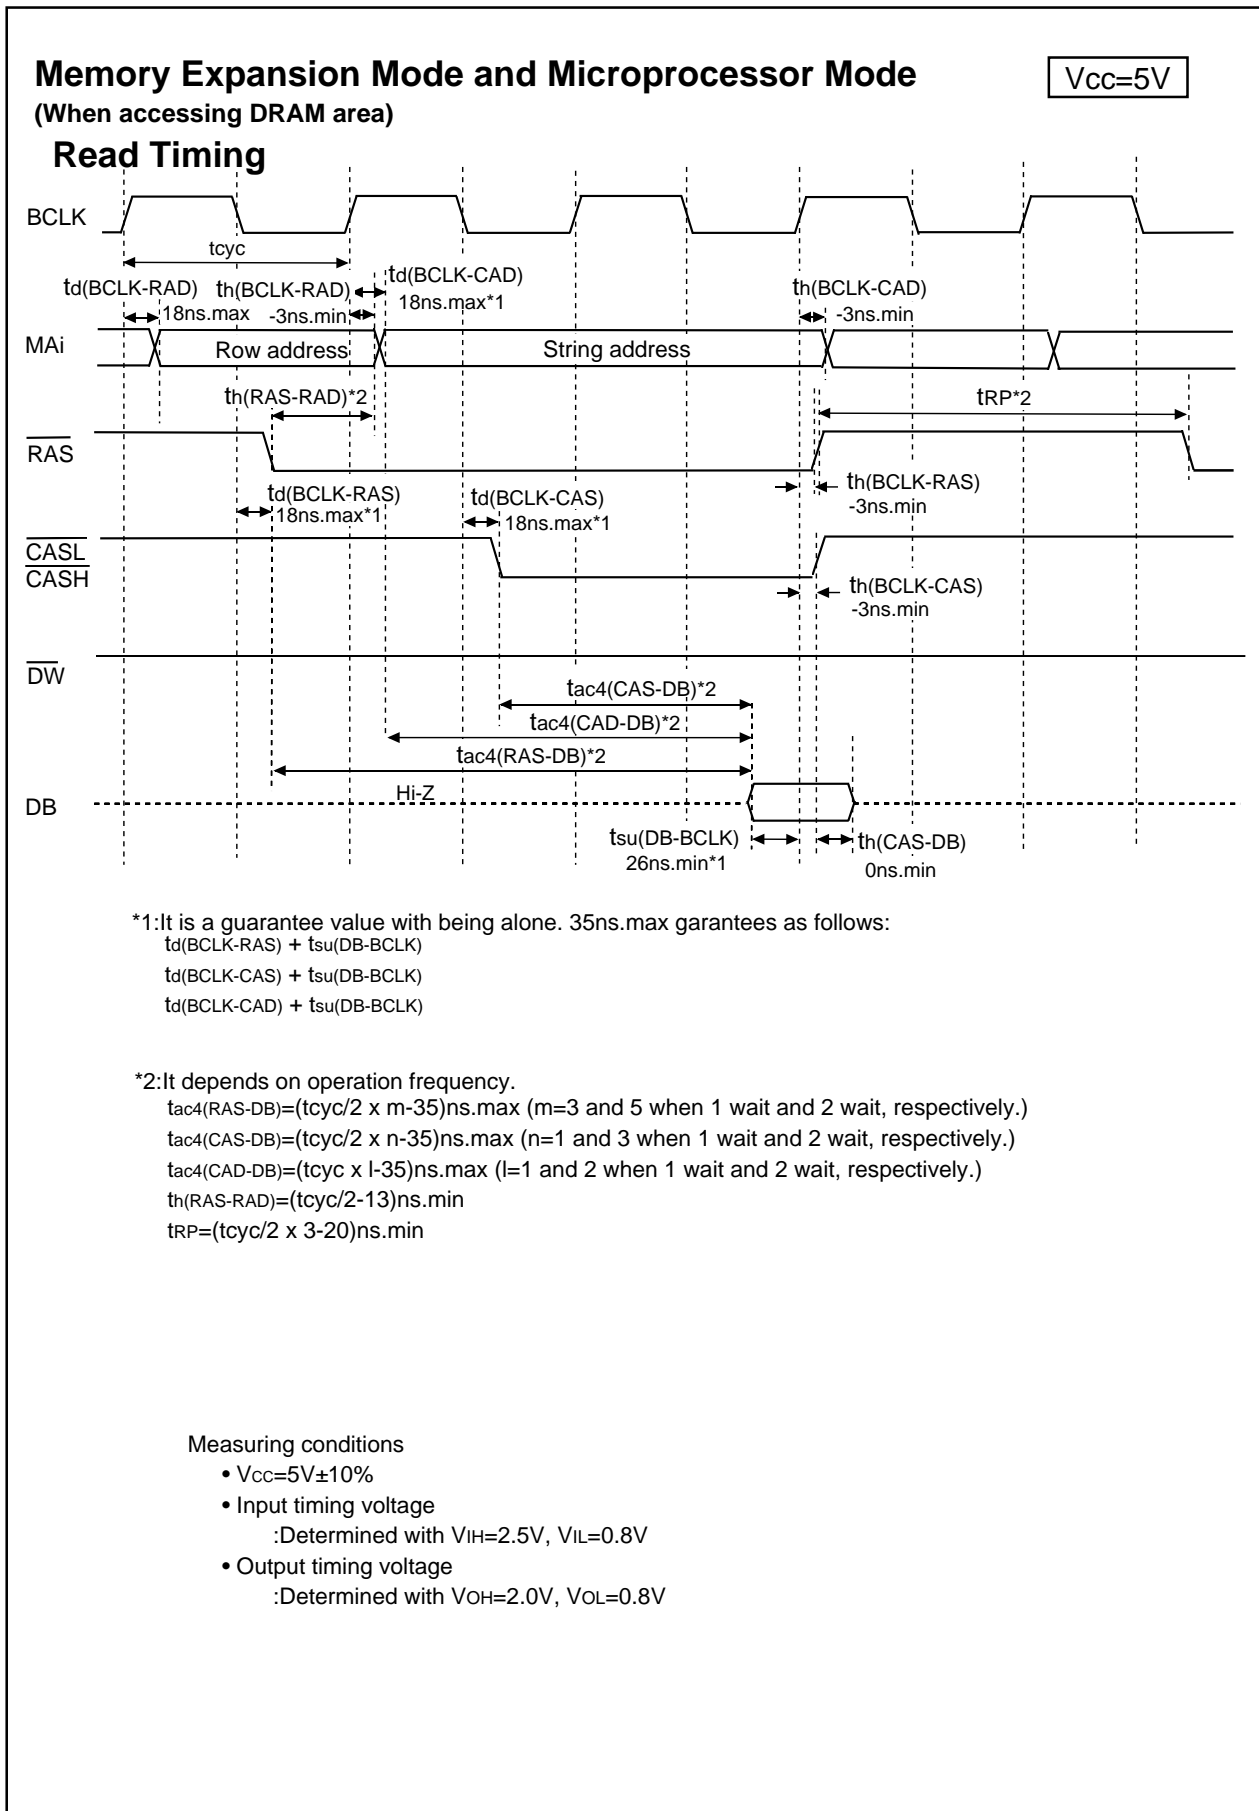 Memory Expansion Mode and Microprocessor Mode
Vcc=5V
(When accessing DRAM area)
Read Timing
BCLK
tcyc
td(BCLK-RAD)
18ns.max
th(BCLK-RAD)
-3ns.min
td(BCLK-CAD)
18ns.max*1
th(BCLK-CAD)
-3ns.min
MAi
Row address
String address
th(RAS-RAD)*2
tRP*2
RAS
td(BCLK-RAS)
18ns.max*1
td(BCLK-CAS)
18ns.max*1
th(BCLK-RAS)
-3ns.min
CASL
CASH
th(BCLK-CAS)
-3ns.min
DW
tac4(CAS-DB)*2
tac4(CAD-DB)*2
tac4(RAS-DB)*2
Hi-Z
DB
tsu(DB-BCLK)
26ns.min*1
th(CAS-DB)
0ns.min
*1:It is a guarantee value with being alone. 35ns.max garantees as follows:
td(BCLK-RAS) + tsu(DB-BCLK)
td(BCLK-CAS) + tsu(DB-BCLK)
td(BCLK-CAD) + tsu(DB-BCLK)
*2:It depends on operation frequency.
tac4(RAS-DB)=(tcyc/2 x m-35)ns.max (m=3 and 5 when 1 wait and 2 wait, respectively.)
tac4(CAS-DB)=(tcyc/2 x n-35)ns.max (n=1 and 3 when 1 wait and 2 wait, respectively.)
tac4(CAD-DB)=(tcyc x l-35)ns.max (l=1 and 2 when 1 wait and 2 wait, respectively.)
th(RAS-RAD)=(tcyc/2-13)ns.min
tRP=(tcyc/2 x 3-20)ns.min
Measuring conditions
• VCC=5V±10%
• Input timing voltage
:Determined with VIH=2.5V, VIL=0.8V
• Output timing voltage
:Determined with VOH=2.0V, VOL=0.8V